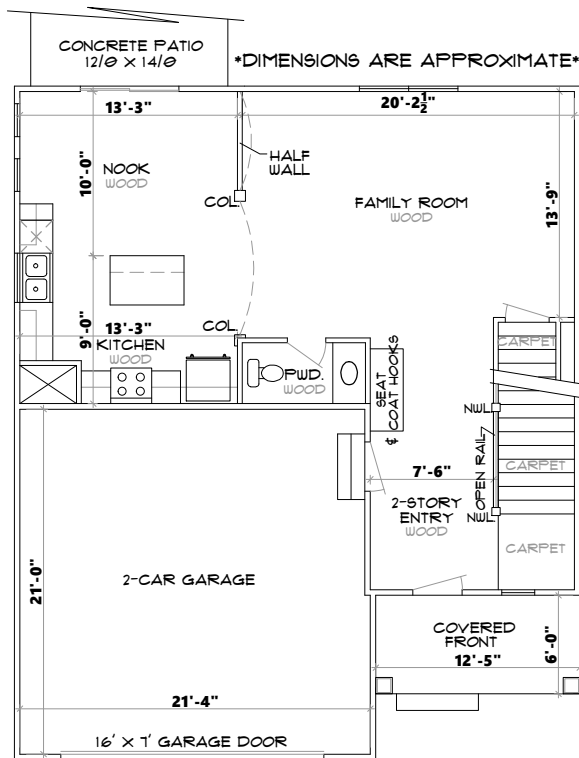 CONCRETE PATIO
12/0 X 14/0
*DIMENSIONS ARE APPROXIMATE*
13'-3"
20'-2½"
10'-0"
NOOK
WOOD
HALF
WALL
COL.
FAMILY ROOM
WOOD
13'-9"
9'-0"
13'-3"
KITCHEN
WOOD
COL.
PWD.
WOOD
SEAT
& COAT HOOKS
CARPET
NWL
OPEN RAIL
CARPET
NWL
7'-6"
2-STORY
ENTRY
WOOD
CARPET
21'-0"
2-CAR GARAGE
COVERED
FRONT
12'-5"
6'-0"
21'-4"
16' X 7' GARAGE DOOR